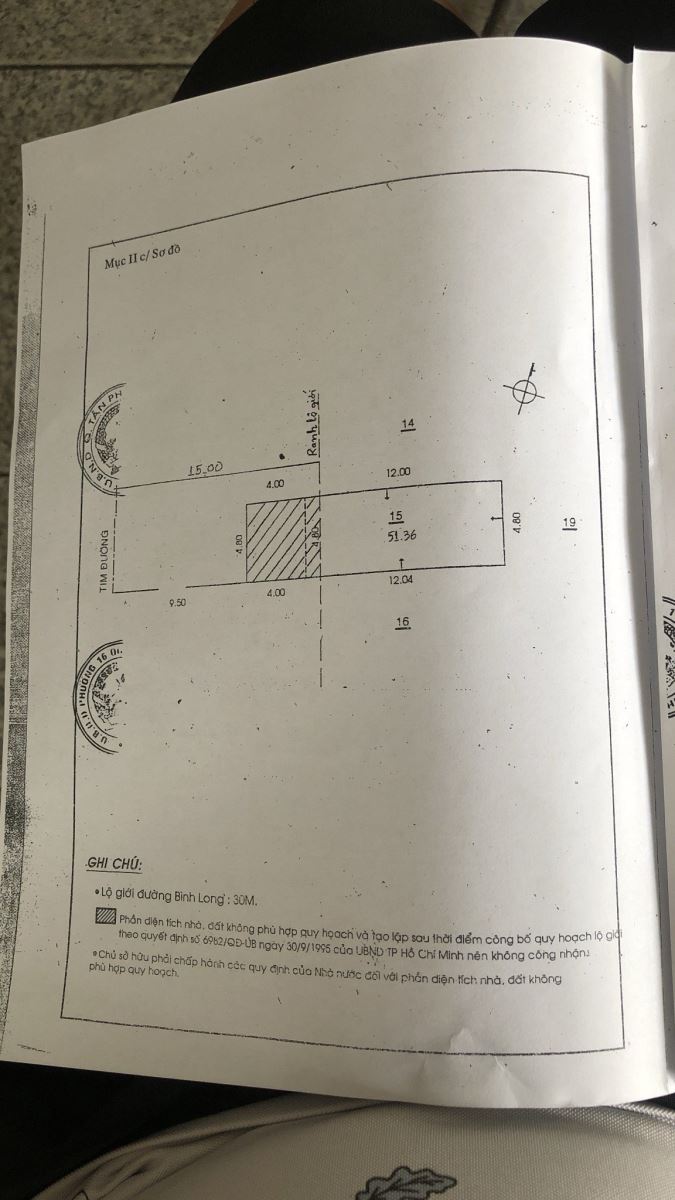 Mục II c/ Sơ đồ
U.B.N.D Q. TÂN PH
Ranh lộ giới
14
15.00
4.00
12.00
TIM ĐƯỜNG
4.80
4.80
15
51.36
4.80
19
9.50
4.00
12.04
16
U.B.N.D PHƯỜNG 16 QU.
GHI CHÚ:
• Lộ giới đường Bình Long : 30M.
Phần diện tích nhà, đất không phù hợp quy hoạch và tạo lập sau thời điểm công bố quy hoạch lộ giới
theo quyết định số 6982/QĐ-ÚB ngày 30/9/1995 của UBND TP Hồ Chí Minh nên không công nhận.
• Chủ sở hữu phải chấp hành các quy định của Nhà nước đối với phần diện tích nhà, đất không
phù hợp quy hoạch.